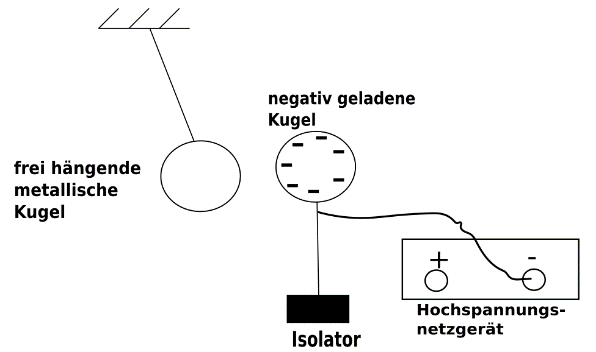 negativ geladene
Kugel
frei hängende
metallische
Kugel
+ -
Hochspannungs-
netzgerät
Isolator